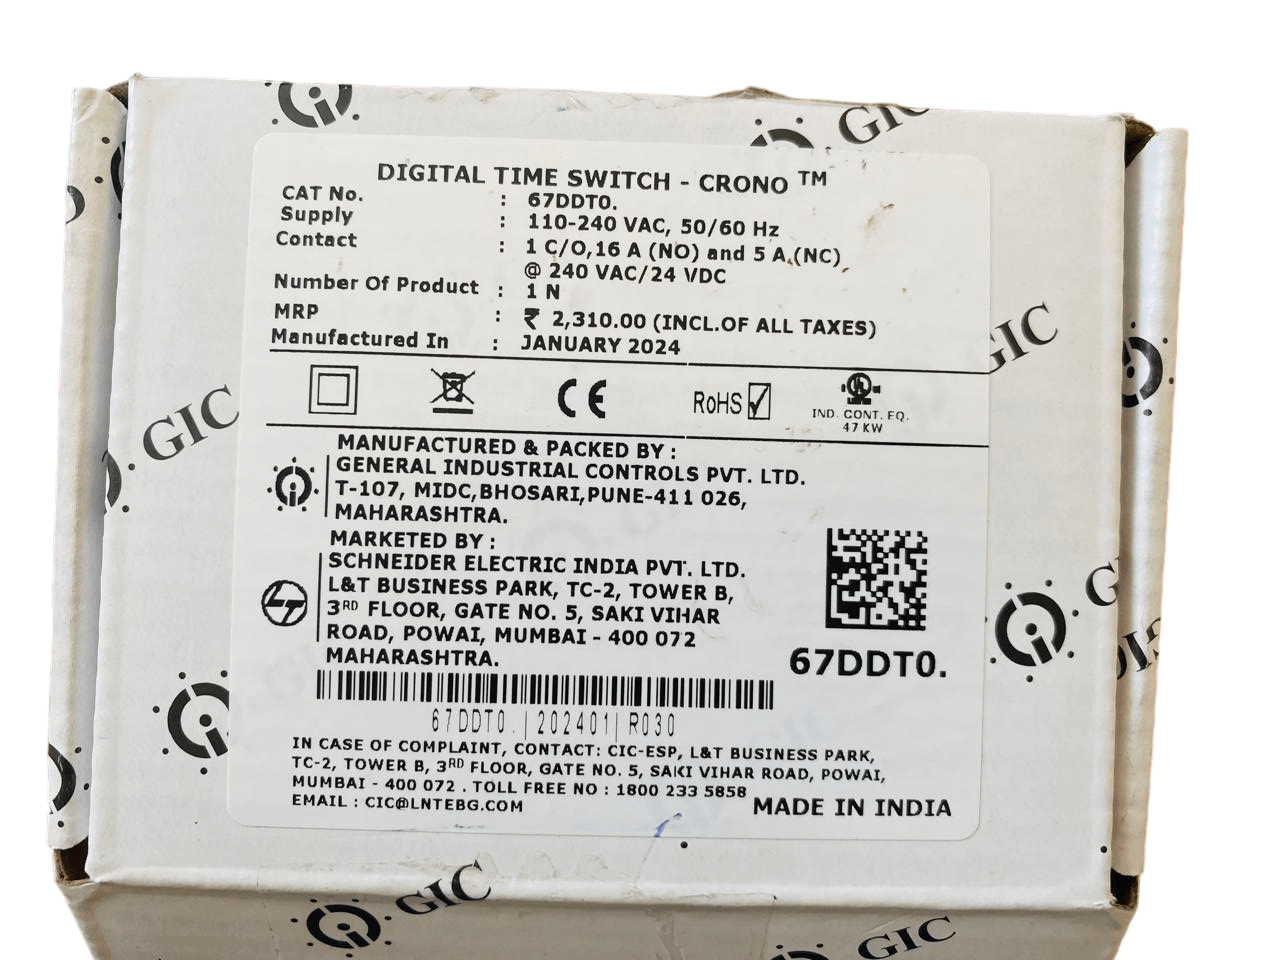 GIC
DIGITAL TIME SWITCH - CRONO ™
CAT No. : 67DDT0.
Supply : 110-240 VAC, 50/60 Hz
Contact : 1 C/O,16 A (NO) and 5 A,(NC)
@ 240 VAC/24 VDC
Number Of Product : 1 N
MRP : ₹ 2,310.00 (INCL.OF ALL TAXES)
Manufactured In : JANUARY 2024
GIC
CE
RoHS
UL
IND. CONT. EQ.
47 KW
GIC
MANUFACTURED & PACKED BY :
GENERAL INDUSTRIAL CONTROLS PVT. LTD.
T-107, MIDC,BHOSARI,PUNE-411 026,
MAHARASHTRA.
MARKETED BY :
SCHNEIDER ELECTRIC INDIA PVT. LTD.
L&T BUSINESS PARK, TC-2, TOWER B,
3RD FLOOR, GATE NO. 5, SAKI VIHAR
ROAD, POWAI, MUMBAI - 400 072
MAHARASHTRA.
67DDT0.
67DDT0.|202401|R030
IN CASE OF COMPLAINT, CONTACT: CIC-ESP, L&T BUSINESS PARK,
TC-2, TOWER B, 3RD FLOOR, GATE NO. 5, SAKI VIHAR ROAD, POWAI,
MUMBAI - 400 072 . TOLL FREE NO : 1800 233 5858
EMAIL : CIC@LNTEBG.COM
MADE IN INDIA
GIC
GIC